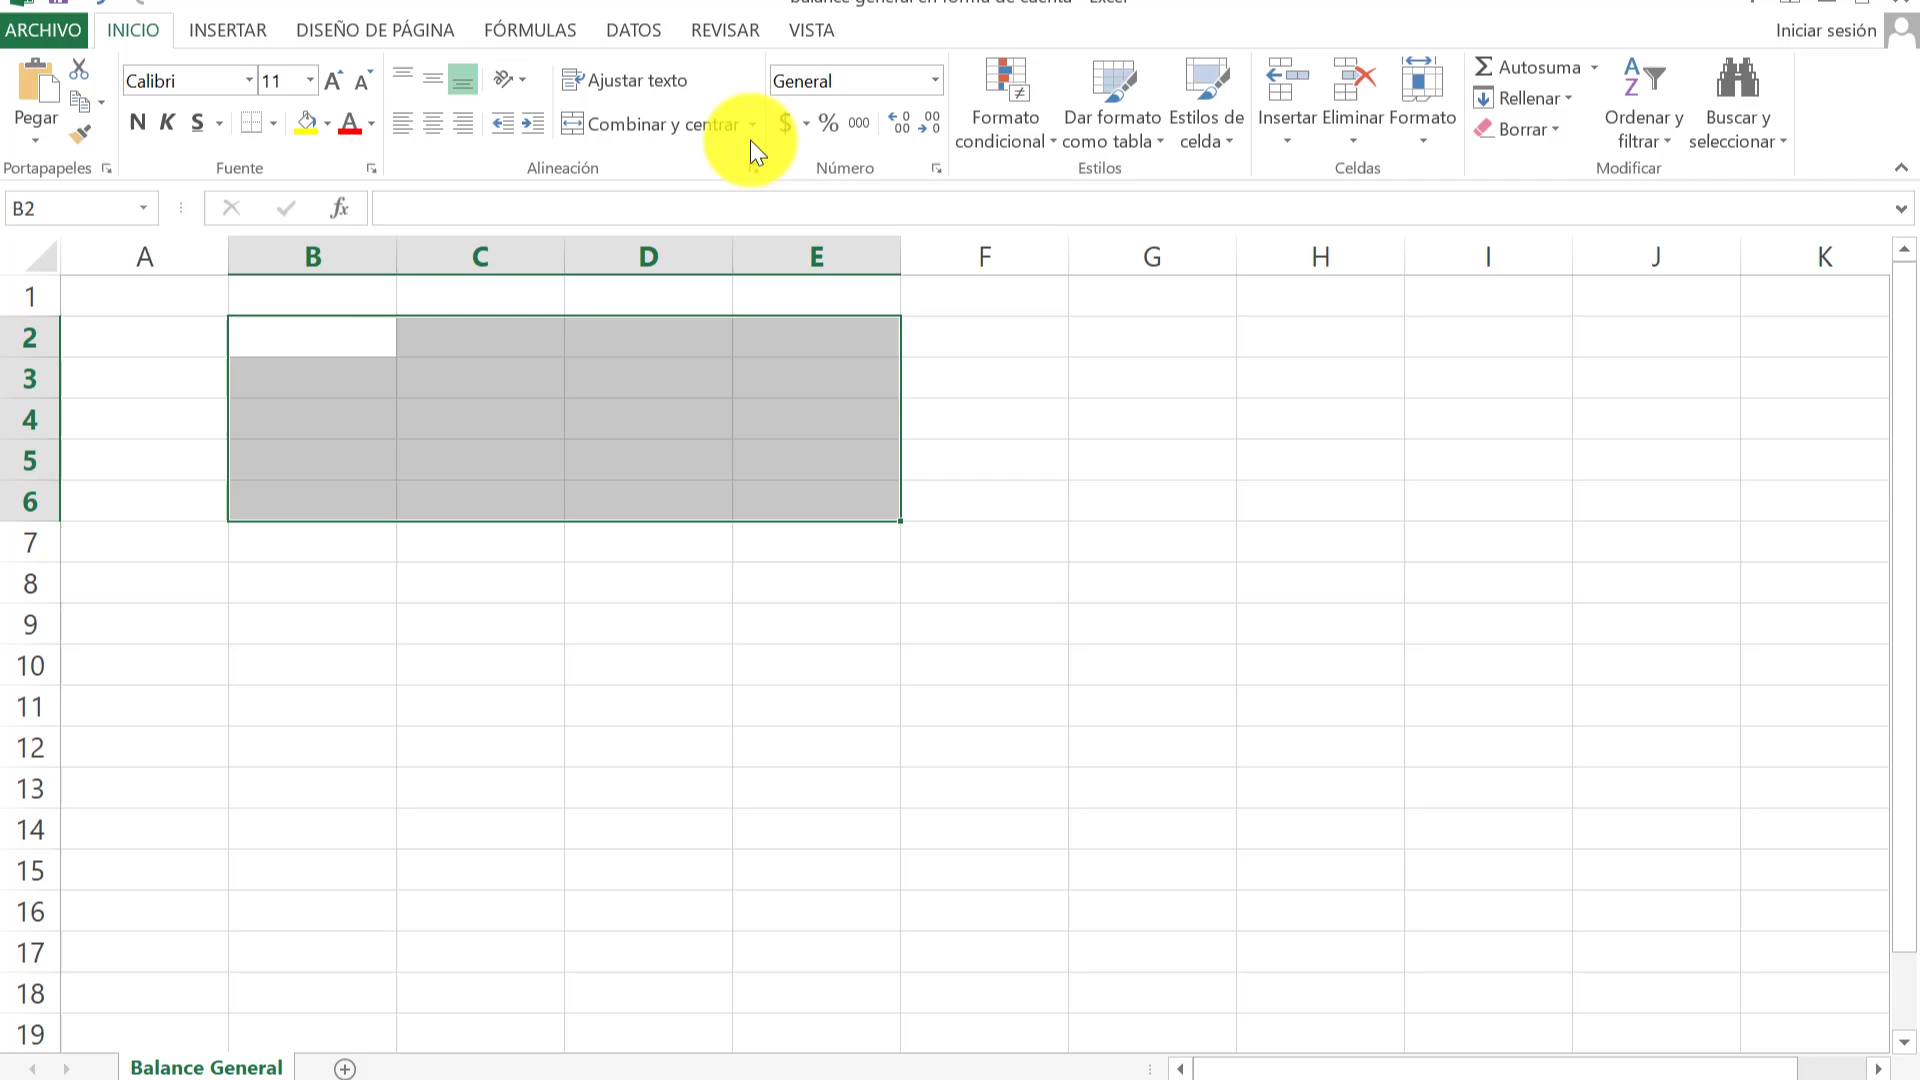 balance general en forma de cuenta - Excel
ARCHIVO INICIO INSERTAR DISEÑO DE PÁGINA FÓRMULAS DATOS REVISAR VISTA Iniciar sesión
Pegar
Portapapeles
Calibri 11
N K S
Fuente
Ajustar texto
Combinar y centrar
Alineación
General
$ % 000
Número
Formato condicional
Dar formato como tabla
Estilos de celda
Estilos
Insertar Eliminar Formato
Celdas
Autosuma
Rellenar
Borrar
Ordenar y filtrar
Buscar y seleccionar
Modificar
B2 fx
A B C D E F G H I J K
1
2
3
4
5
6
7
8
9
10
11
12
13
14
15
16
17
18
19
Balance General